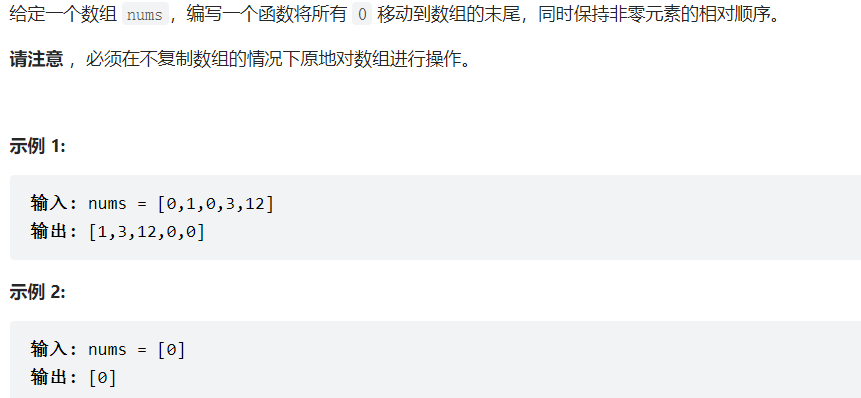 给定一个数组 nums，编写一个函数将所有 0 移动到数组的末尾，同时保持非零元素的相对顺序。
请注意 ，必须在不复制数组的情况下原地对数组进行操作。
示例 1:
输入: nums = [0,1,0,3,12]
输出: [1,3,12,0,0]
示例 2:
输入: nums = [0]
输出: [0]